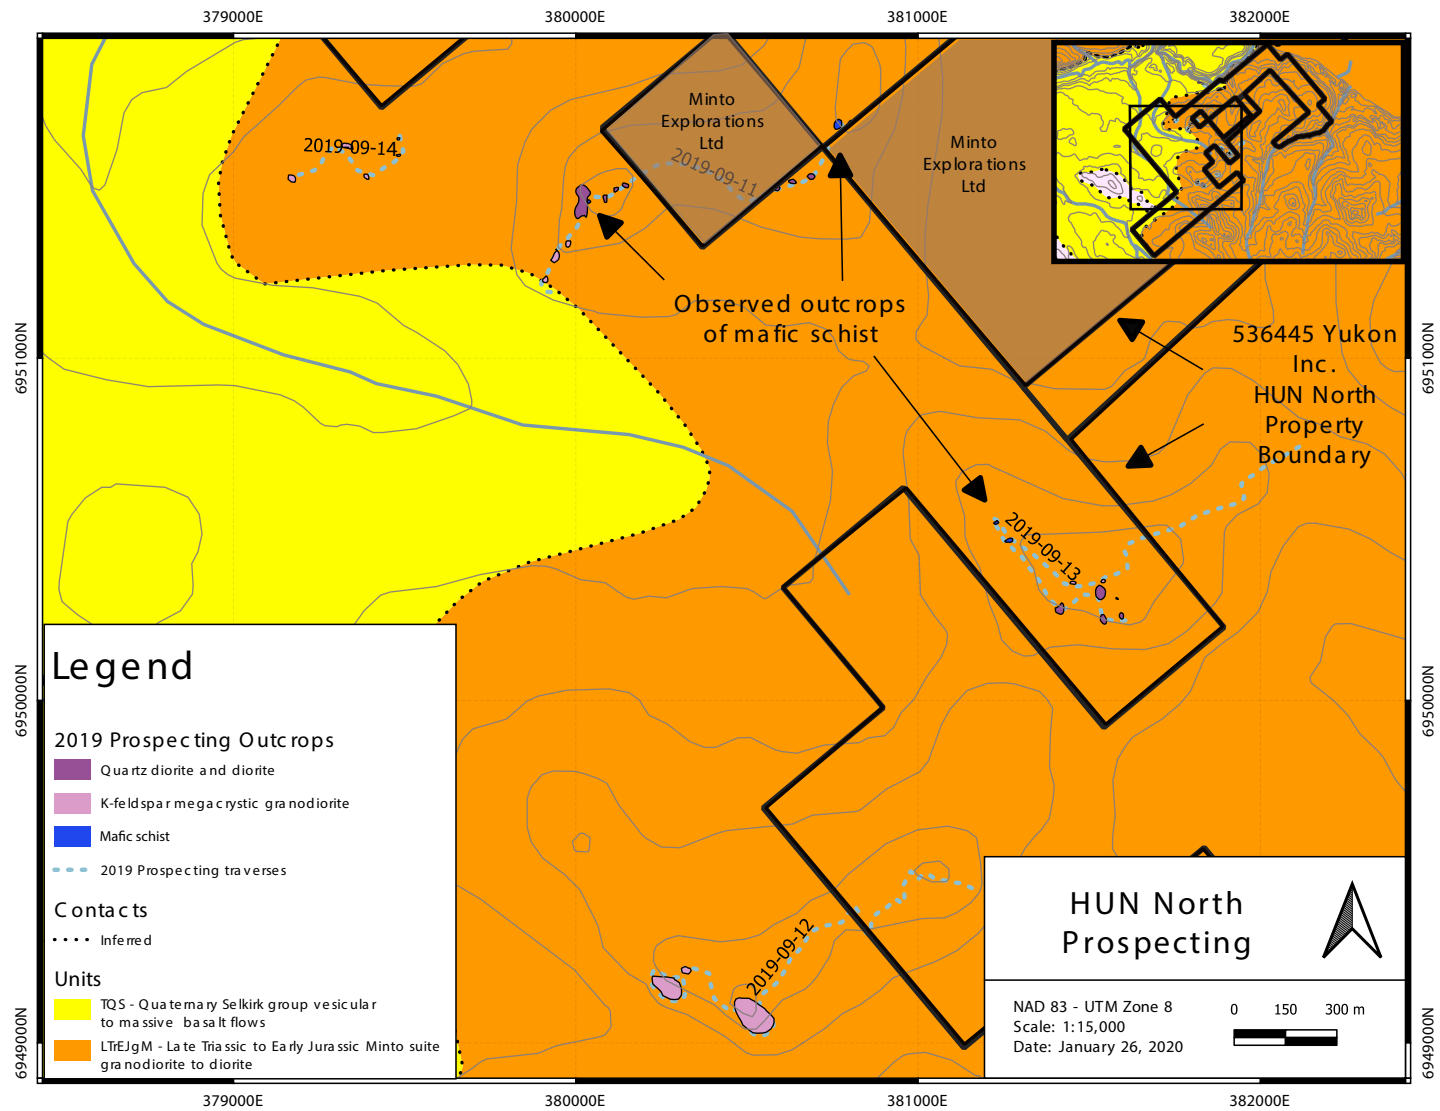 379000E
380000E
381000E
382000E
6951000N
6950000N
6949000N
6951000N
6950000N
6949000N
2019-09-14
Minto
Explorations
Ltd
2019-09-11
Minto
Explorations
Ltd
Observed outcrops
of mafic schist
536445 Yukon
Inc.
HUN North
Property
Boundary
2019-09-13
2019-09-12
Legend
2019 Prospecting Outcrops
Quartz diorite and diorite
K-feldspar megacrystic granodiorite
Mafic schist
2019 Prospecting traverses
Contacts
Inferred
Units
TQS - Quaternary Selkirk group vesicular
to massive basalt flows
LTrEJgM - Late Triassic to Early Jurassic Minto suite
granodiorite to diorite
HUN North
Prospecting
NAD 83 - UTM Zone 8
Scale: 1:15,000
Date: January 26, 2020
0 150 300 m
379000E
380000E
381000E
382000E